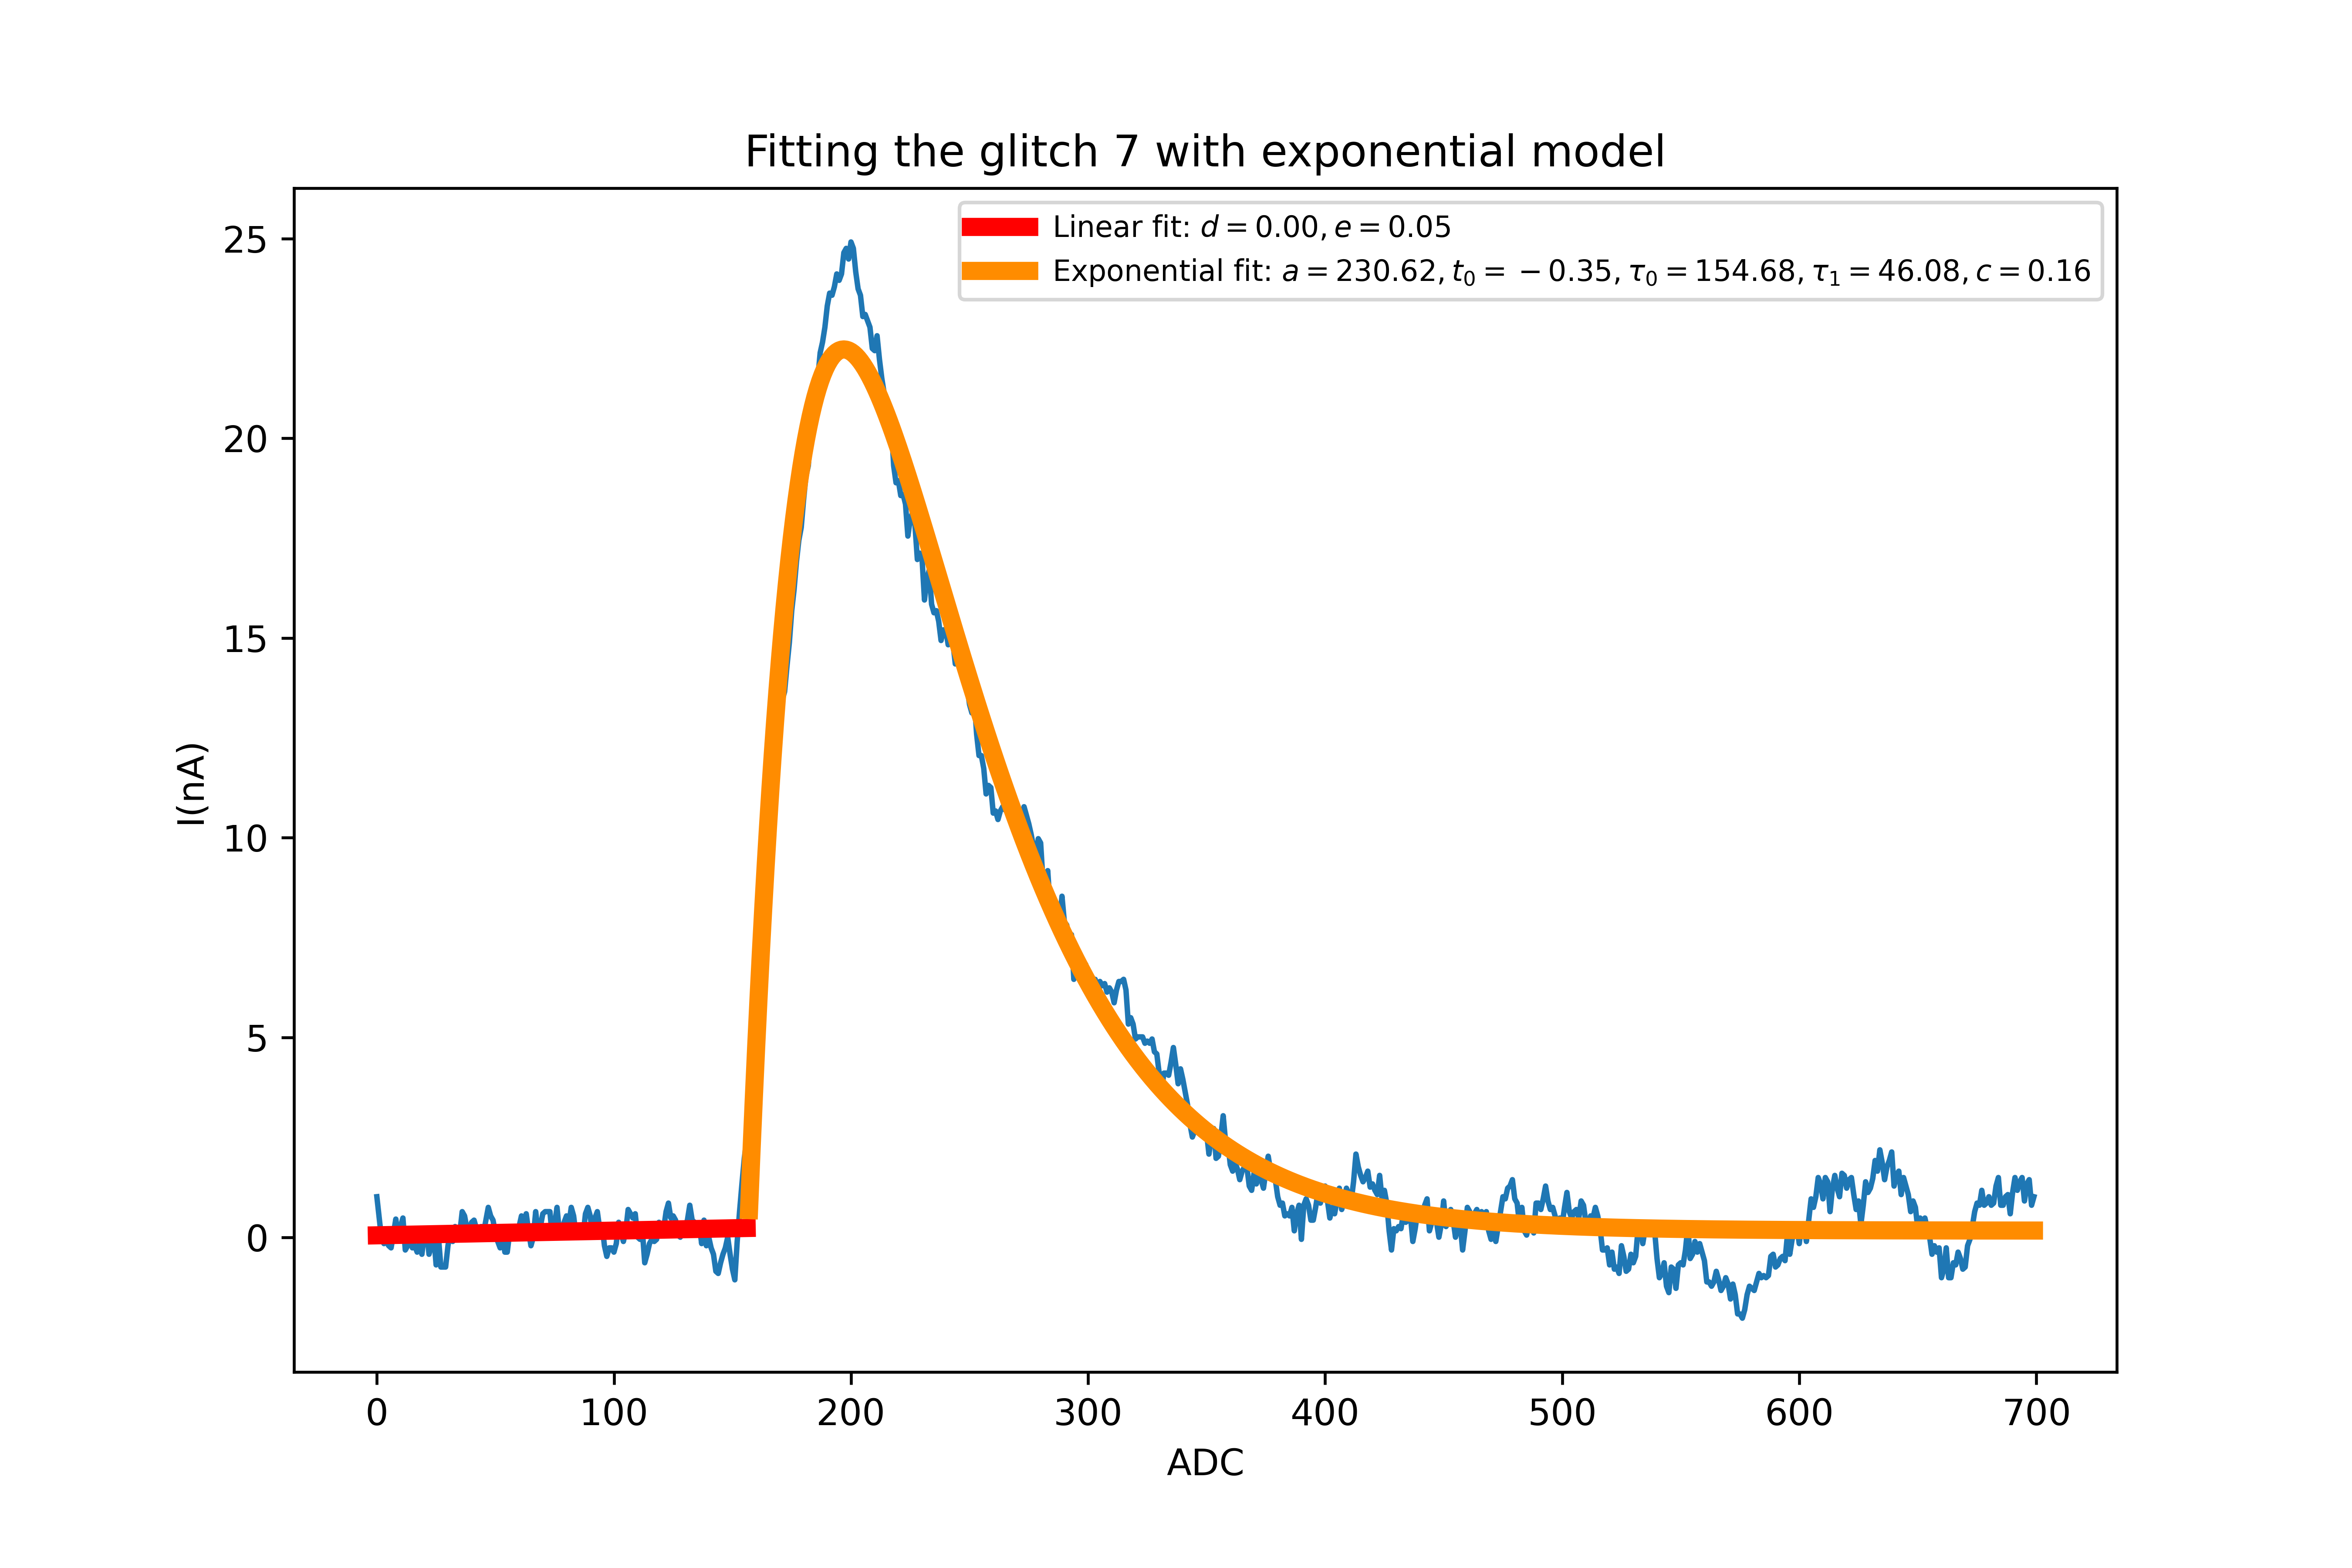 Fitting the glitch 7 with exponential model
Linear fit: d = 0.00, e = 0.05
Exponential fit: a = 230.62, t₀ = −0.35, τ₀ = 154.68, τ₁ = 46.08, c = 0.16
25
20
15
10
5
0
I(nA)
0 100 200 300 400 500 600 700
ADC